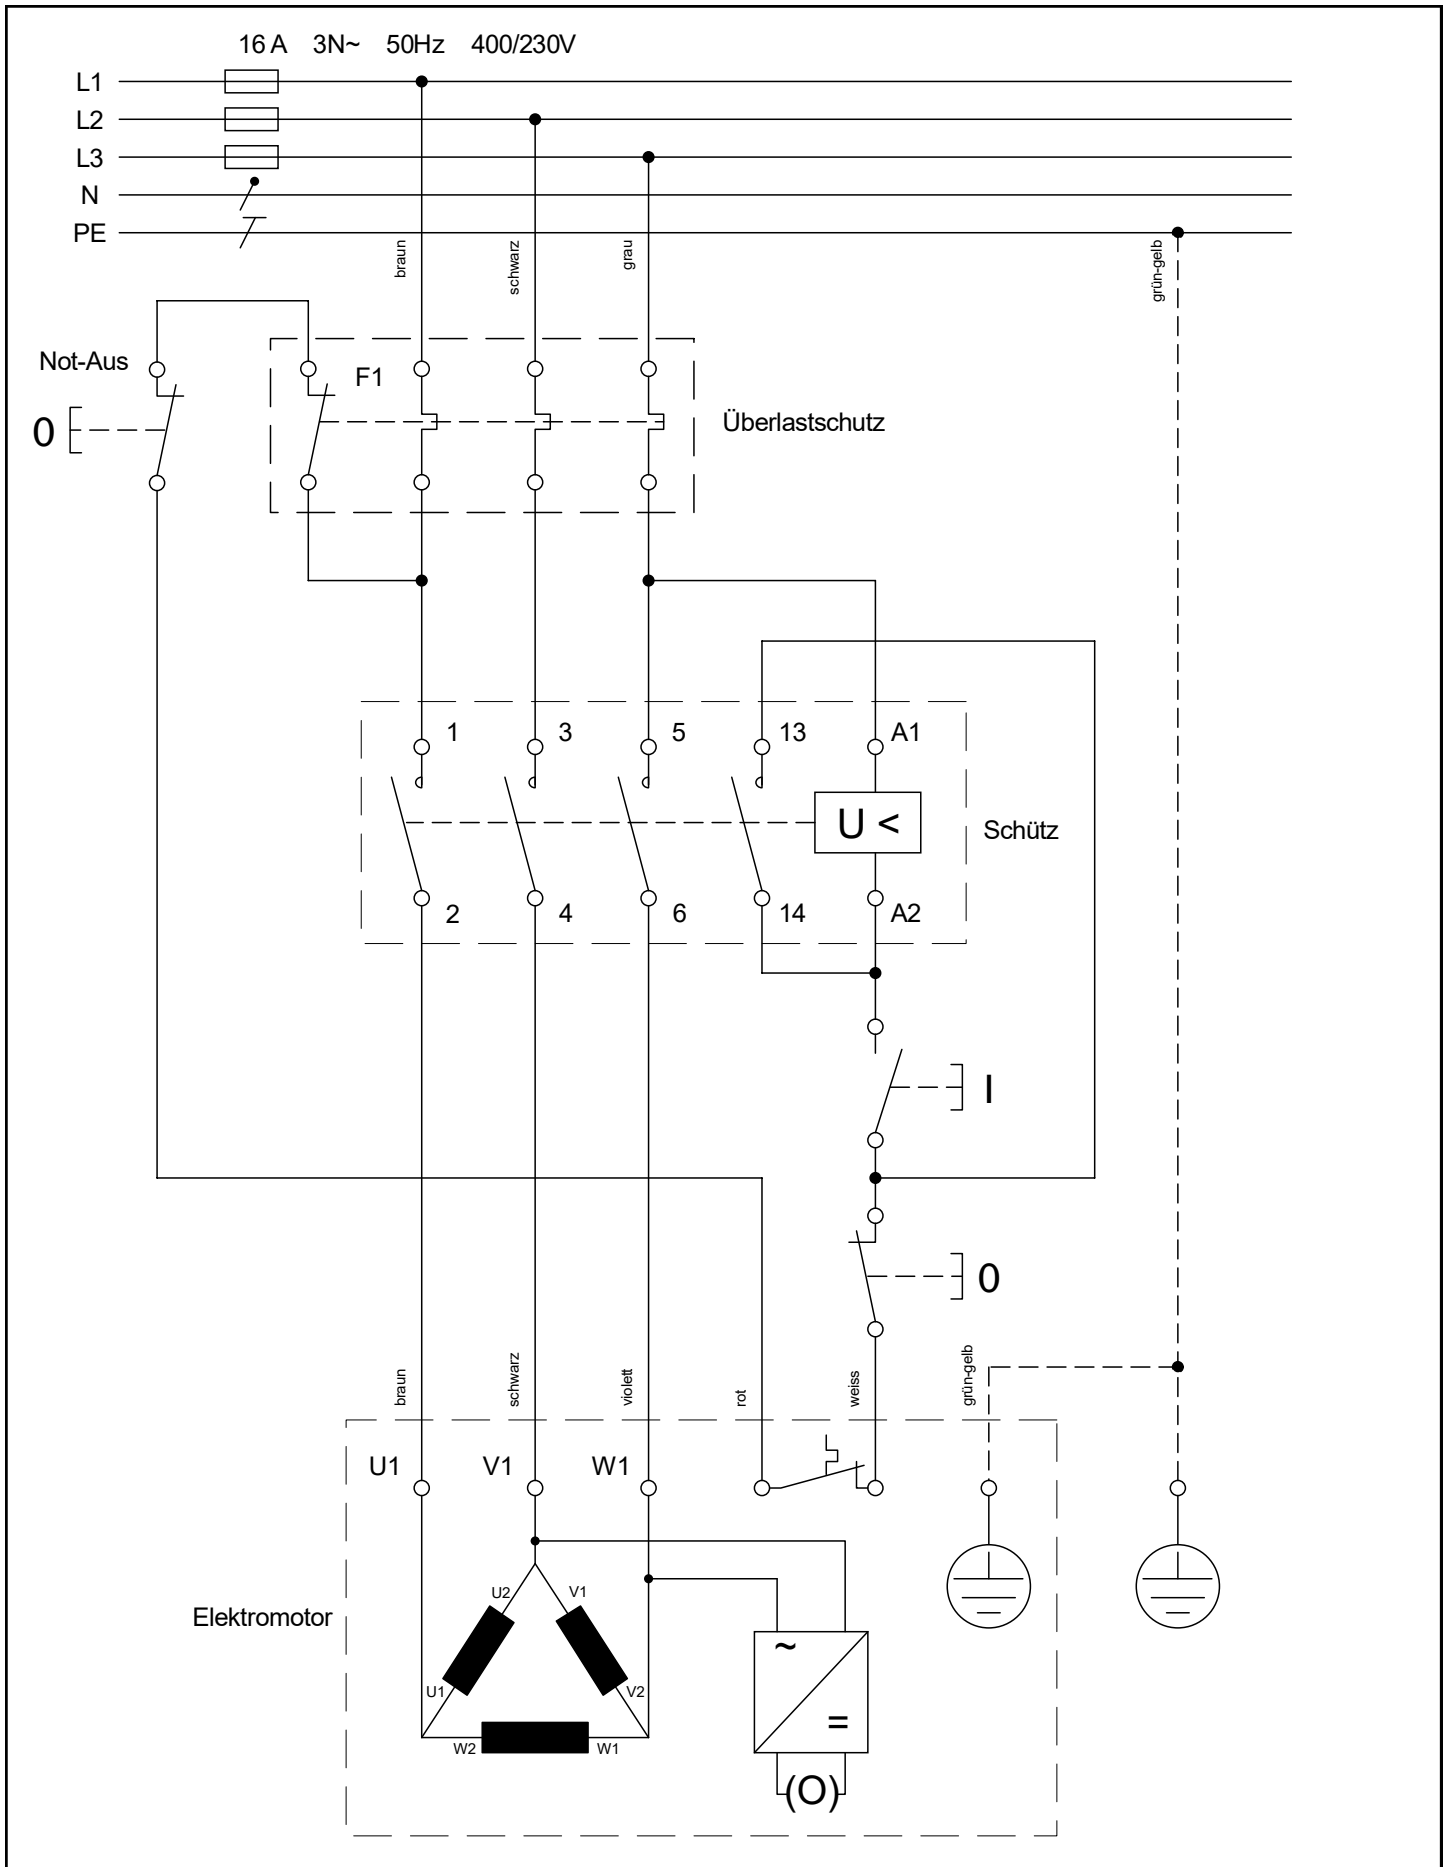 16 A 3N~ 50Hz 400/230V
L1
L2
L3
N
PE
braun
schwarz
grau
grün-gelb
Not-Aus
0
F1
Überlastschutz
1
3
5
13
A1
U <
Schütz
2
4
6
14
A2
I
0
braun
schwarz
violett
rot
weiss
grün-gelb
U1
V1
W1
U2
V1
Elektromotor
~
U1
V2
=
W2
W1
(O)